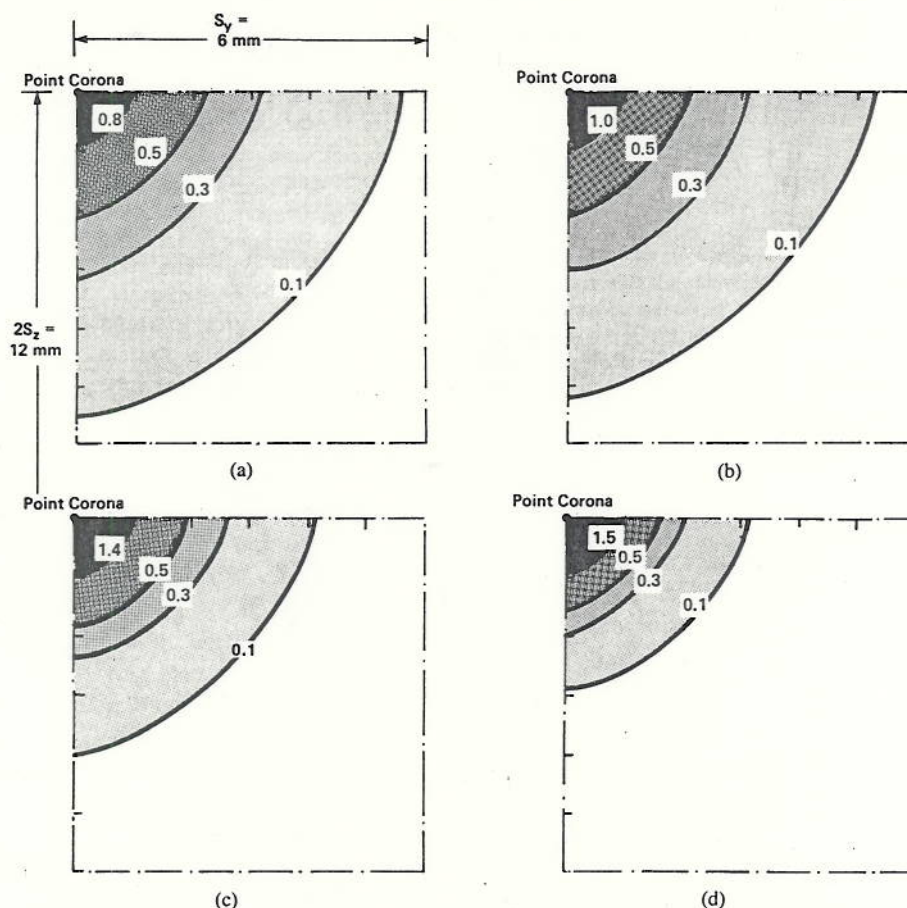 S_y =
6 mm
Point Corona
0.8
0.5
0.3
0.1
Point Corona
1.0
0.5
0.3
0.1
2S_z =
12 mm
(a)
(b)
Point Corona
1.4
0.5
0.3
0.1
Point Corona
1.5
0.5
0.3
0.1
(c)
(d)